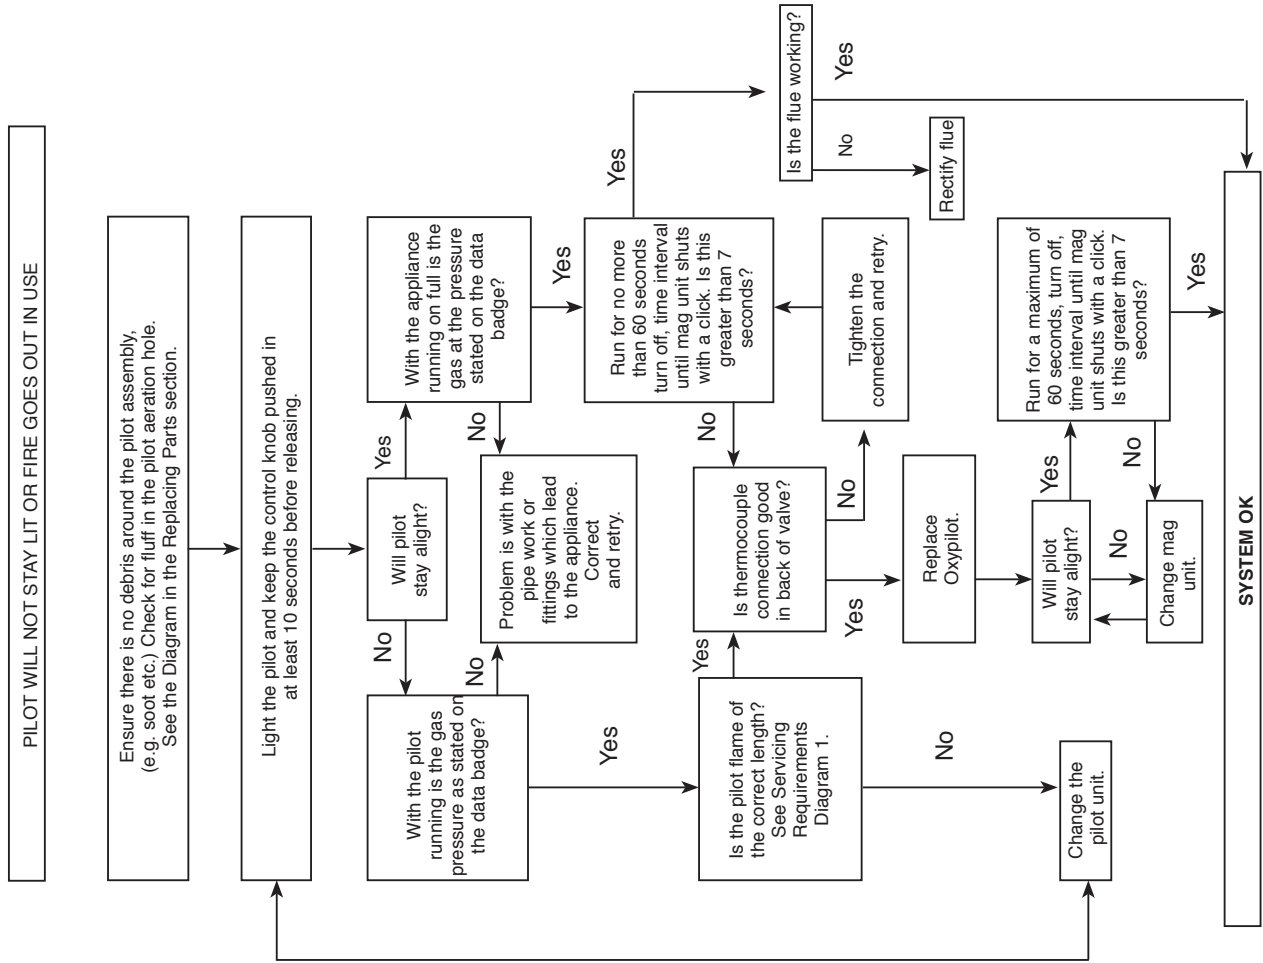 PILOT WILL NOT STAY LIT OR FIRE GOES OUT IN USE
Ensure there is no debris around the pilot assembly,
(e.g. soot etc.) Check for fluff in the pilot aeration hole.
See the Diagram in the Replacing Parts section.
Light the pilot and keep the control knob pushed in
at least 10 seconds before releasing.
Will pilot
stay alight?
No
Yes
With the pilot
running is the gas
pressure as stated on
the data badge?
No
Yes
With the appliance
running on full is the
gas at the pressure
stated on the data
badge?
No
Yes
Problem is with the
pipe work or
fittings which lead
to the appliance.
Correct
and retry.
Run for no more
than 60 seconds
turn off, time interval
until mag unit shuts
with a click. Is this
greater than 7
seconds?
No
Yes
Is the pilot flame of
the correct length?
See Servicing
Requirements
Diagram 1.
Yes
No
Is thermocouple
connection good
in back of valve?
No
Yes
Tighten the
connection and retry.
Is the flue working?
No
Yes
Rectify flue
Replace
Oxypilot.
Will pilot
stay alight?
Yes
No
Run for a maximum of
60 seconds, turn off,
time interval until mag
unit shuts with a click.
Is this greater than 7
seconds?
No
Yes
Change the
pilot unit.
Change mag
unit.
SYSTEM OK